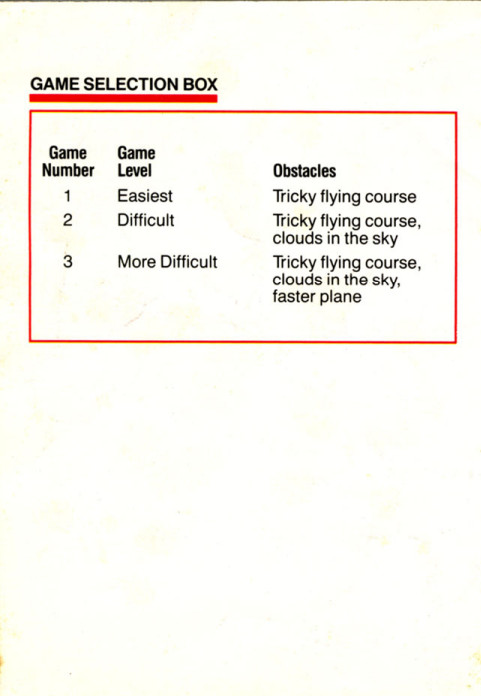 GAME SELECTION BOX
Game Game
Number Level Obstacles
1 Easiest Tricky flying course
2 Difficult Tricky flying course,
clouds in the sky
3 More Difficult Tricky flying course,
clouds in the sky,
faster plane